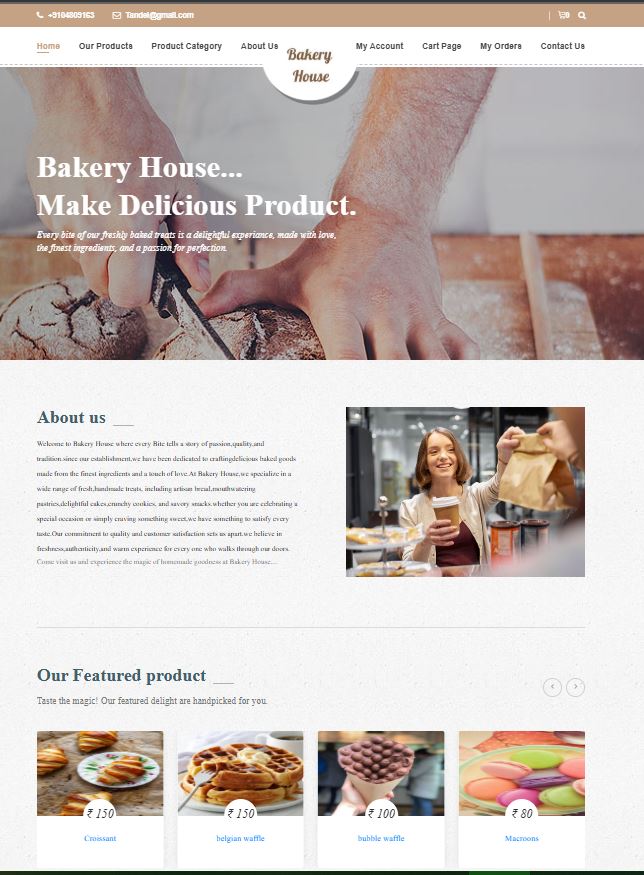 +9104809163 Tandel@gmail.com 0
Home Our Products Product Category About Us Bakery House My Account Cart Page My Orders Contact Us
Bakery House...
Make Delicious Product.
Every bite of our freshly baked treats is a delightful experiance, made with love,
the finest ingredients, and a passion for perfection.
About us
Welcome to Bakery House where every Bite tells a story of passion,quality,and
tradition.since our establishment,we have been dedicated to craftingdelicious baked goods
made from the finest ingredients and a touch of love.At Bakery House,we specialize in a
wide range of fresh,handmade treats, including artisan bread,mouthwatering
pastries,delightful cakes,crunchy cookies, and savory snacks.whether you are celebrating a
special occasion or simply craving something sweet,we have something to satisfy every
taste.Our commitment to quality and customer satisfaction sets us apart.we believe in
freshness,authenticity,and warm experience for every one who walks through our doors.
Come visit us and experience the magic of homemade goodness at Bakery House....
Our Featured product
Taste the magic! Our featured delight are handpicked for you.
₹ 150 ₹ 150 ₹ 100 ₹ 80
Croissant belgian waffle bubble waffle Macroons